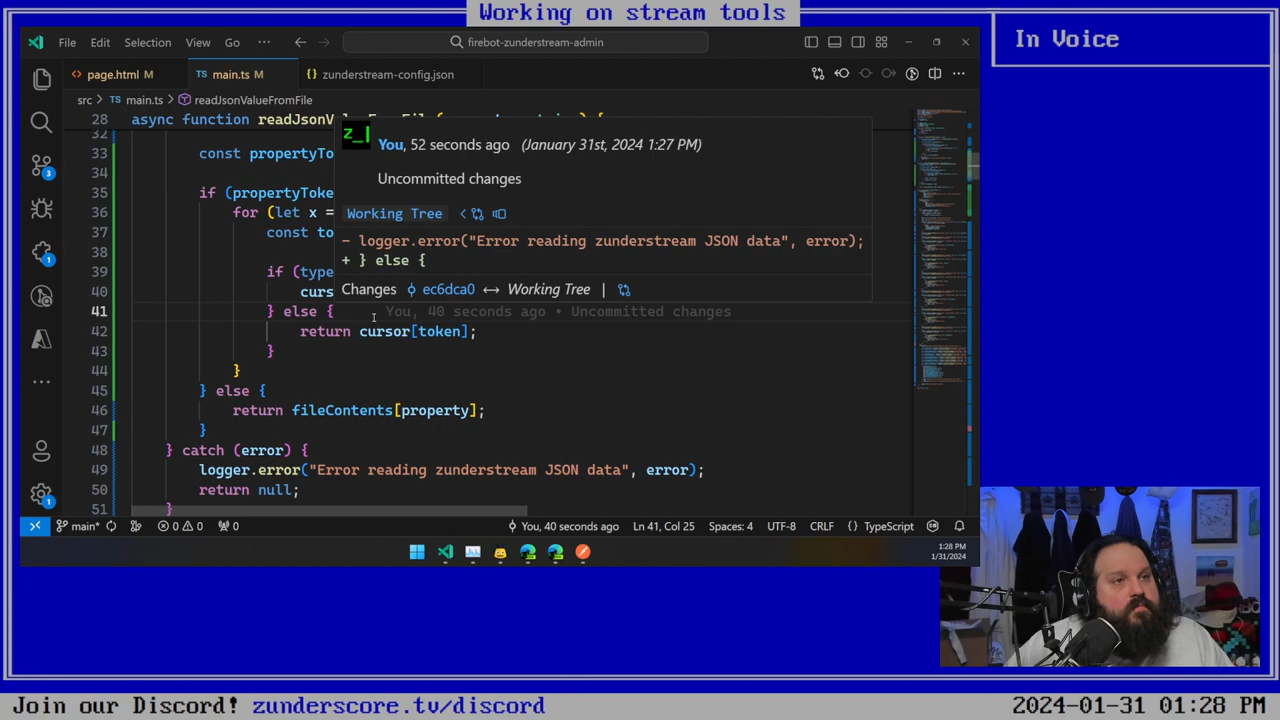 Working on stream tools
In Voice
File Edit Selection View Go ···
firebot-zunderstream-admin
page.html M
main.ts M
zunderstream-config.json
src > TS main.ts > readJsonValueFromFile
28 async function readJsonV
32
33 const propertyTo
34
35 if (propertyToke
36 for (let x =
37 const to
38
39 if (type
40 curs
41 } else { , 40 seconds ago • Uncommitted changes
42 return cursor[token];
43 }
44 }
45 } else {
46 return fileContents[property];
47 }
48 } catch (error) {
49 logger.error("Error reading zunderstream JSON data", error);
50 return null;
51 }
z_
You, 32 seconds ago (January 31st, 2024 1:27 PM)
Uncommitted changes
Working Tree
- logger.error("Error reading zunderstream JSON data", error);
+ } else {
Changes ec6dca0 ↔ Working Tree |
3
1
1
main* 0 0 0 You, 40 seconds ago Ln 41, Col 25 Spaces: 4 UTF-8 CRLF {} TypeScript
1:28 PM
1/31/2024
Join our Discord! zunderscore.tv/discord
2024-01-31 01:28 PM